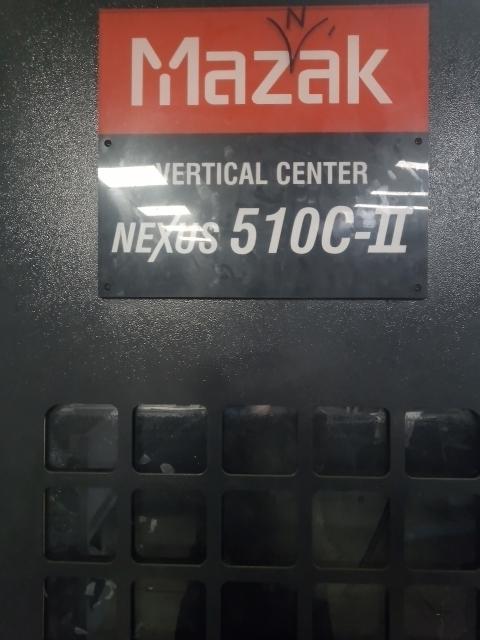 N
Mazak
VERTICAL CENTER
NEXUS 510C-II